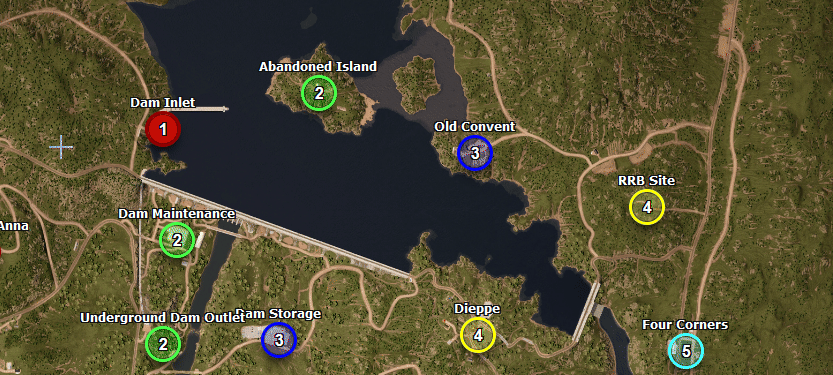 Abandoned Island
2
Dam Inlet
1
Old Convent
3
RRB Site
4
Dam Maintenance
2
Anna
Underground Dam Outlet
2
Dam Storage
3
Dieppe
4
Four Corners
5